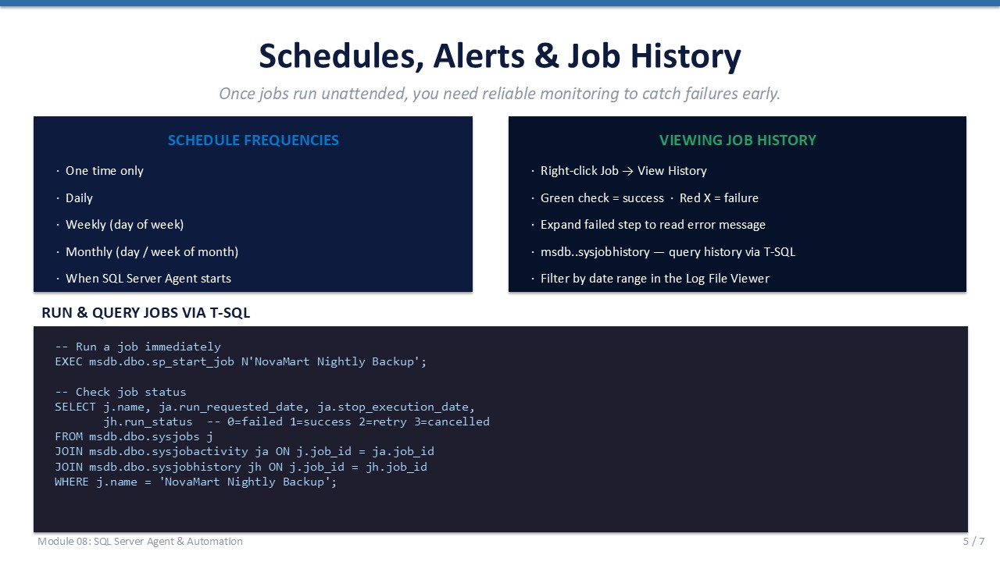 Schedules, Alerts & Job History
Once jobs run unattended, you need reliable monitoring to catch failures early.
SCHEDULE FREQUENCIES
· One time only
· Daily
· Weekly (day of week)
· Monthly (day / week of month)
· When SQL Server Agent starts
VIEWING JOB HISTORY
· Right-click Job → View History
· Green check = success · Red X = failure
· Expand failed step to read error message
· msdb..sysjobhistory — query history via T-SQL
· Filter by date range in the Log File Viewer
RUN & QUERY JOBS VIA T-SQL
-- Run a job immediately
EXEC msdb.dbo.sp_start_job N'NovaMart Nightly Backup';
-- Check job status
SELECT j.name, ja.run_requested_date, ja.stop_execution_date,
       jh.run_status  -- 0=failed 1=success 2=retry 3=cancelled
FROM msdb.dbo.sysjobs j
JOIN msdb.dbo.sysjobactivity ja ON j.job_id = ja.job_id
JOIN msdb.dbo.sysjobhistory jh ON j.job_id = jh.job_id
WHERE j.name = 'NovaMart Nightly Backup';
Module 08: SQL Server Agent & Automation
5 / 7